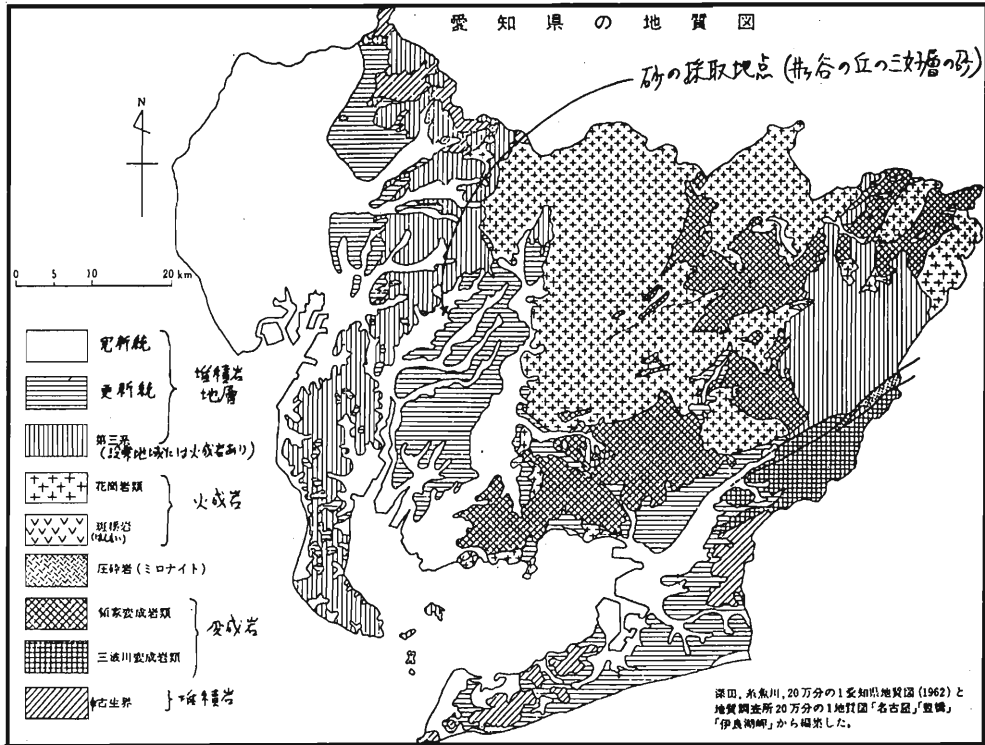 愛知県の地質図
砂の採取地点 (井ヶ谷の丘の三好層の砂)
N
0 5 10 20 km
更新統
更新統
堆積岩
地層
第三系
(設楽地域には火成岩あり)
花崗岩類
火成岩
斑糲岩
(はんれい)
圧砕岩 (ミロナイト)
領家変成岩類
変成岩
三波川変成岩類
古生界
堆積岩
深田, 糸魚川, 20万分の1愛知県地質図 (1962) と
地質調査所20万分の1地質図「名古屋」「豊橋」
「伊良湖岬」から編集した。